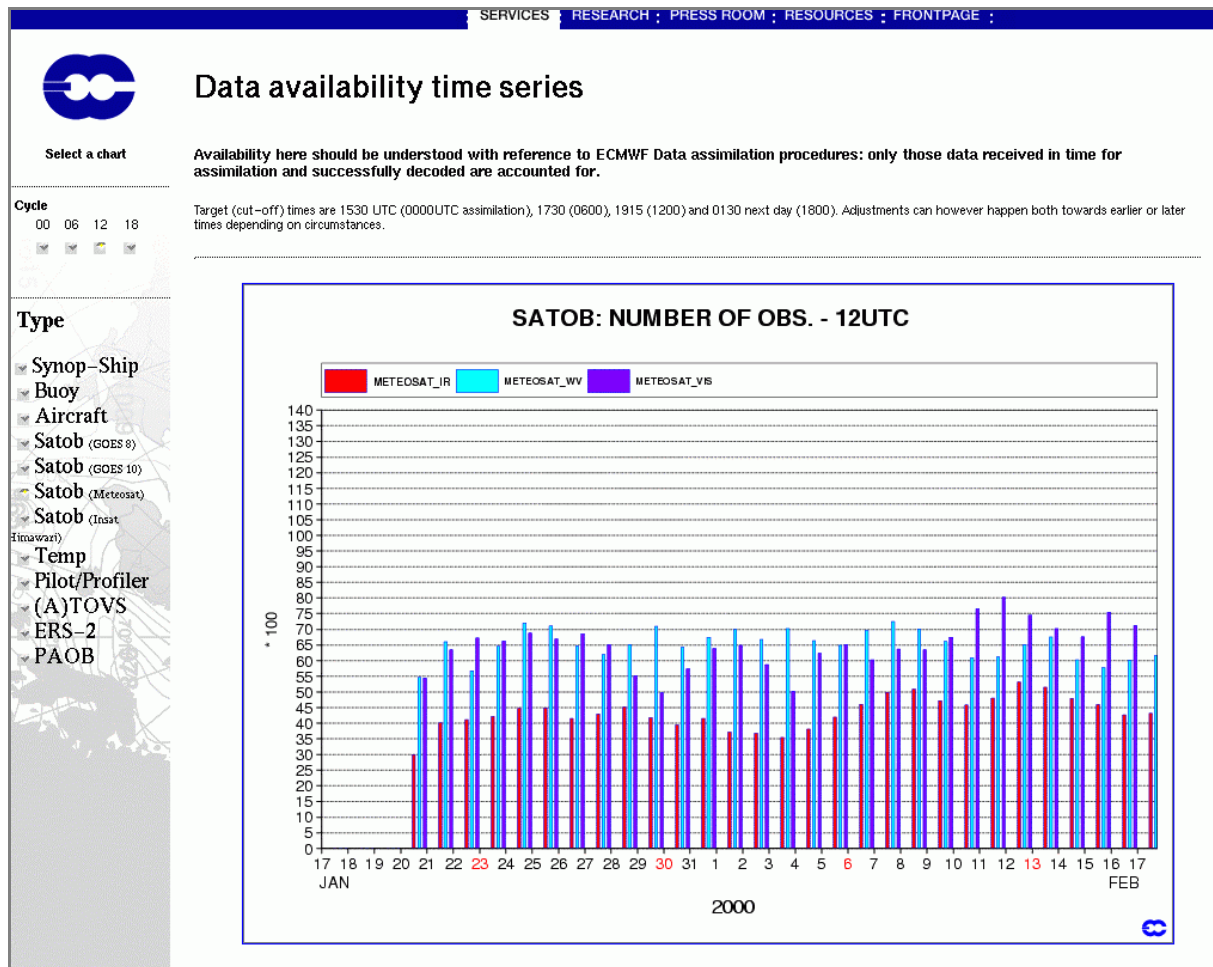 : SERVICES : RESEARCH : PRESS ROOM : RESOURCES : FRONTPAGE :
Data availability time series
Select a chart
Availability here should be understood with reference to ECMWF Data assimilation procedures: only those data received in time for
assimilation and successfully decoded are accounted for.
Cycle
00 06 12 18
Target (cut-off) times are 1530 UTC (0000UTC assimilation), 1730 (0600), 1915 (1200) and 0130 next day (1800). Adjustments can however happen both towards earlier or later
times depending on circumstances.
Type
Synop-Ship
Buoy
Aircraft
Satob (GOES 8)
Satob (GOES 10)
Satob (Meteosat)
Satob (Insat
Himawari)
Temp
Pilot/Profiler
(A)TOVS
ERS-2
PAOB
SATOB: NUMBER OF OBS. - 12UTC
METEOSAT_IR METEOSAT_WV METEOSAT_VIS
140
135
130
125
120
115
110
105
100
95
90
85
80
75
70
65
60
55
50
45
40
35
30
25
20
15
10
5
0
* 100
17 18 19 20 21 22 23 24 25 26 27 28 29 30 31 1 2 3 4 5 6 7 8 9 10 11 12 13 14 15 16 17
JAN FEB
2000